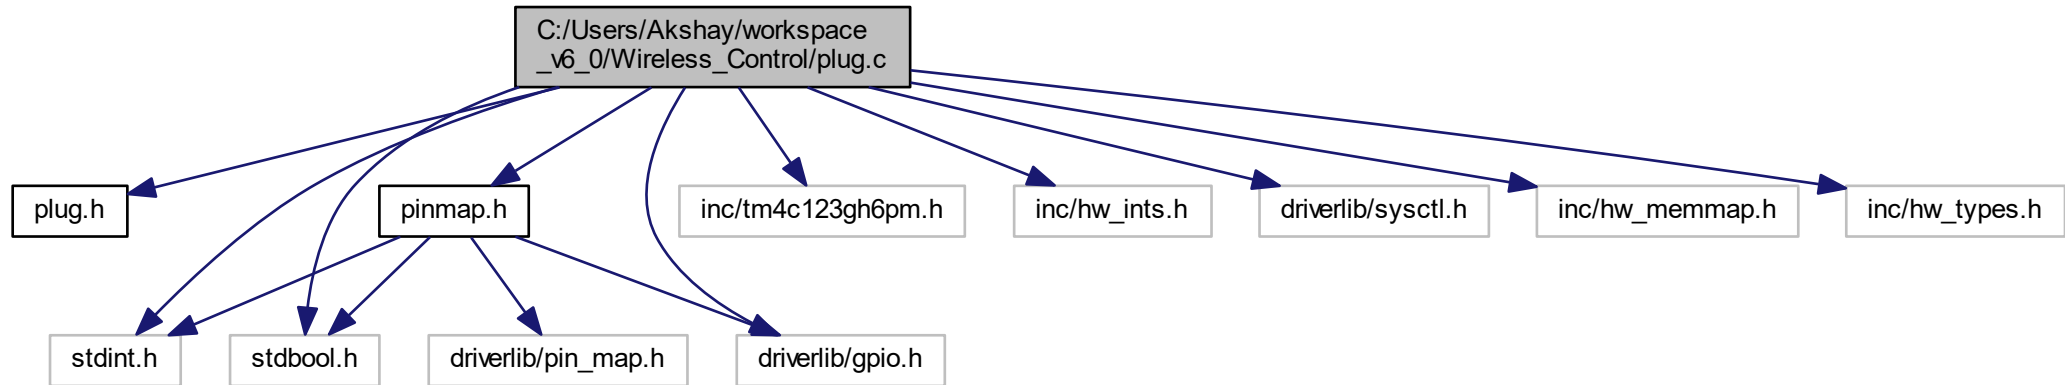 C:/Users/Akshay/workspace
_v6_0/Wireless_Control/plug.c
plug.h
pinmap.h
inc/tm4c123gh6pm.h
inc/hw_ints.h
driverlib/sysctl.h
inc/hw_memmap.h
inc/hw_types.h
stdint.h
stdbool.h
driverlib/pin_map.h
driverlib/gpio.h